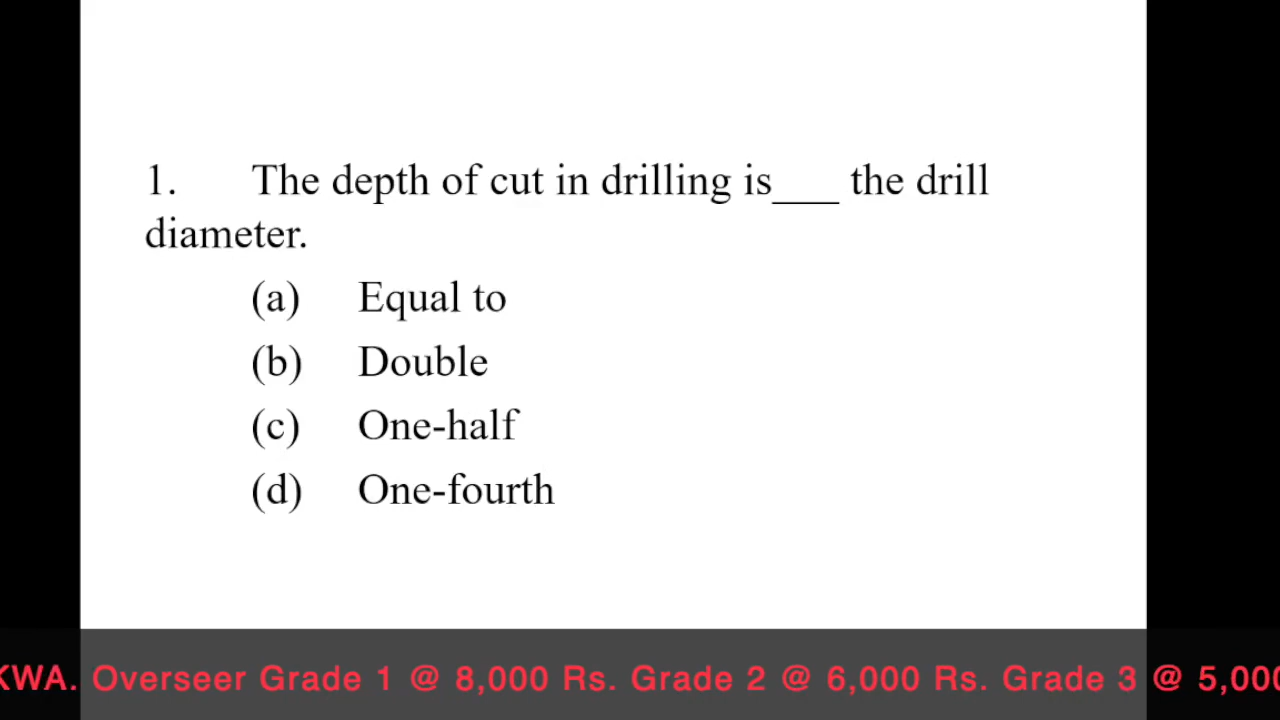 1. The depth of cut in drilling is___ the drill
diameter.
(a) Equal to
(b) Double
(c) One-half
(d) One-fourth
KWA. Overseer Grade 1 @ 8,000 Rs. Grade 2 @ 6,000 Rs. Grade 3 @ 5,000